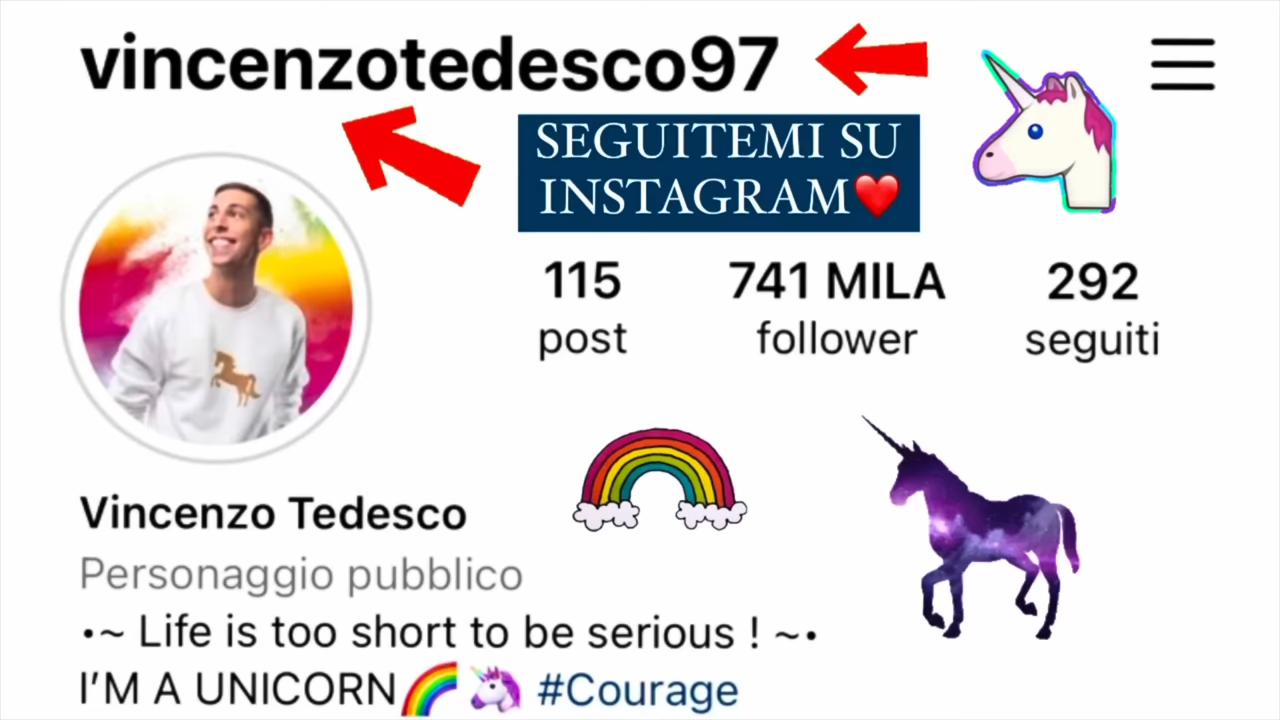 vincenzotedesco97
SEGUITEMI SU
INSTAGRAM❤️
115 741 MILA 292
post follower seguiti
Vincenzo Tedesco
Personaggio pubblico
•~ Life is too short to be serious ! ~•
I’M A UNICORN🌈🦄 #Courage